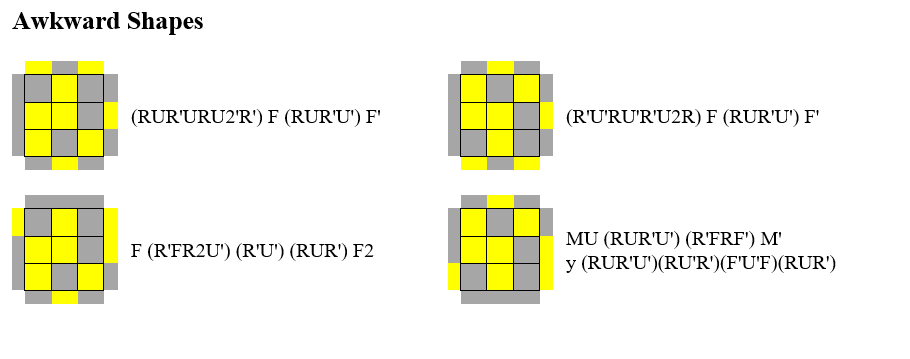 Awkward Shapes
(RUR'URU2'R') F (RUR'U') F'
(R'U'RU'R'U2R) F (RUR'U') F'
F (R'FR2U') (R'U') (RUR') F2
MU (RUR'U') (R'FRF') M'
y (RUR'U')(RU'R')(F'U'F)(RUR')